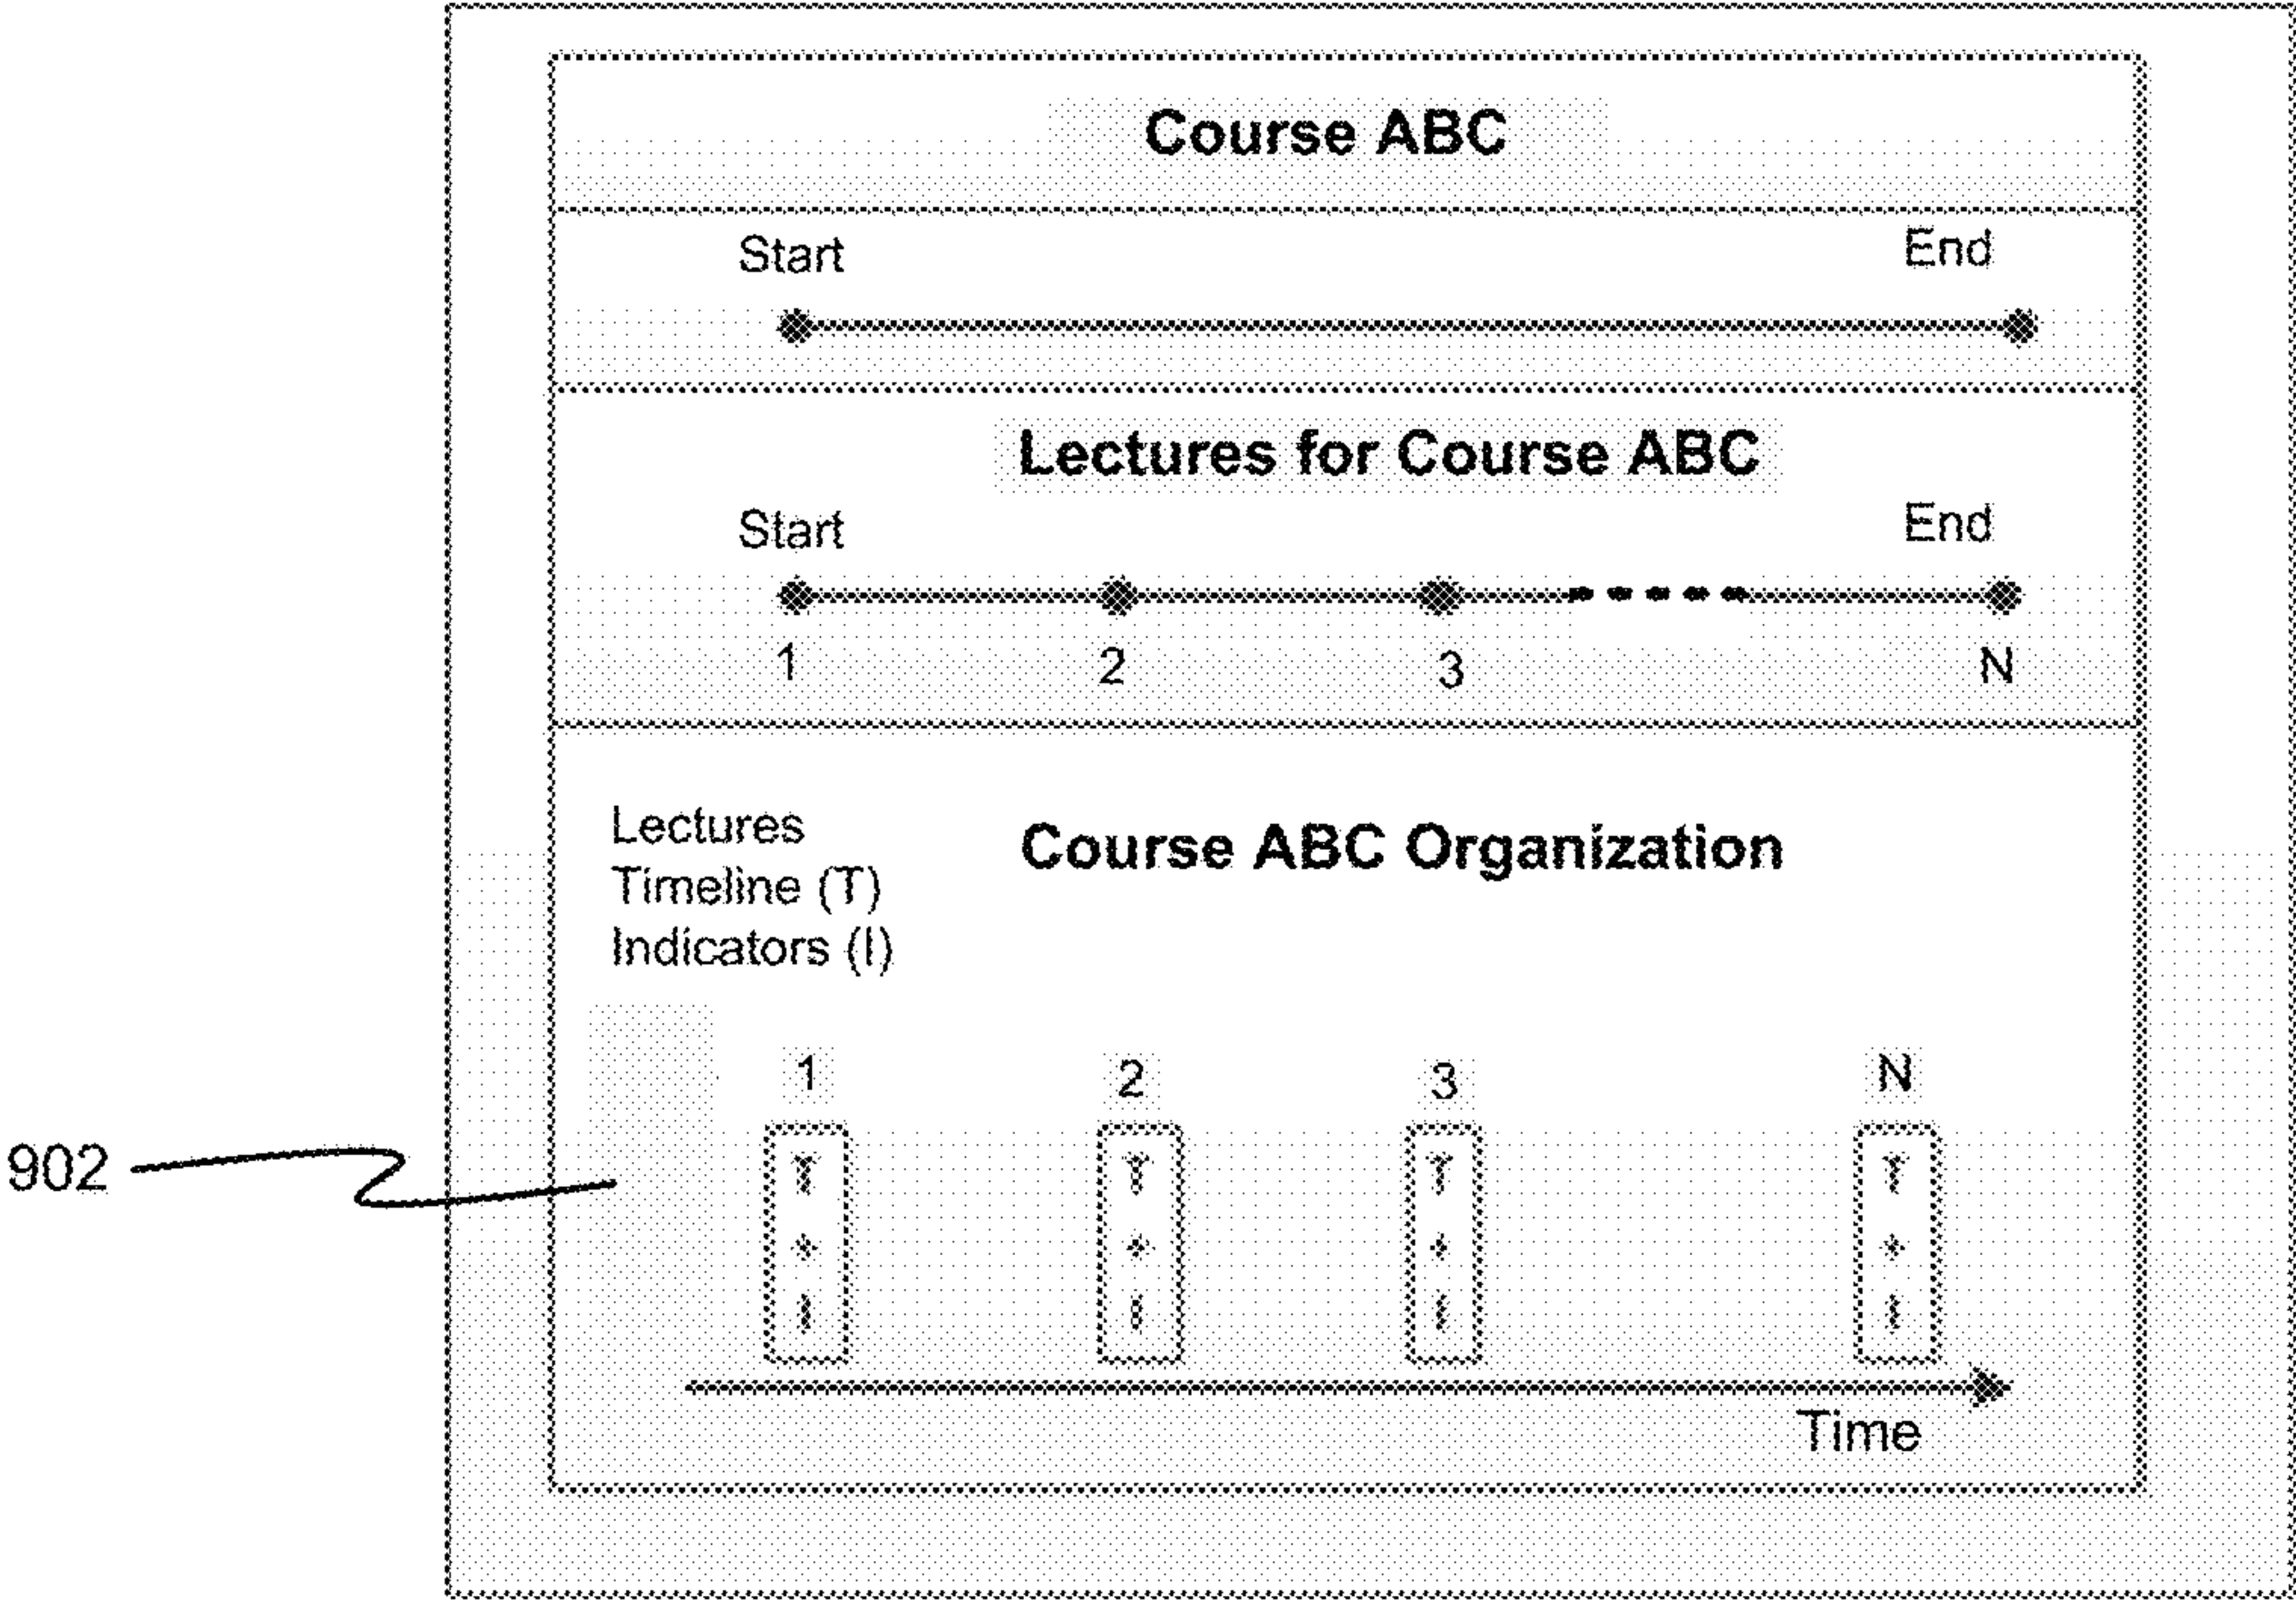 Course ABC
Start End
Lectures for Course ABC
Start End
1 2 3 N
Lectures
Timeline (T)
Indicators (I)
Course ABC Organization
1 2 3 N
902
T T T T
+ + + +
I I I I
Time